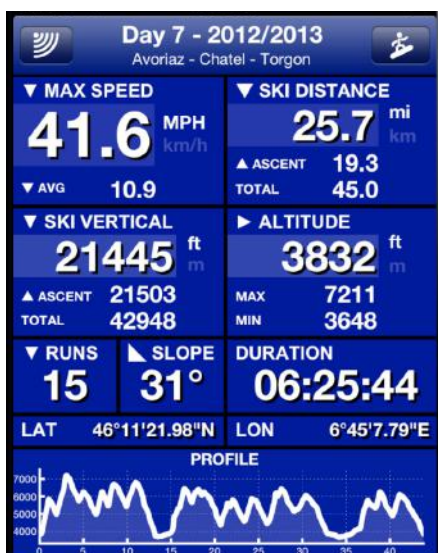 Day 7 - 2012/2013
Avoriaz - Chatel - Torgon
▼ MAX SPEED
41.6 MPH
km/h
▼ AVG 10.9
▼ SKI DISTANCE
25.7 mi
km
▲ ASCENT 19.3
TOTAL 45.0
▼ SKI VERTICAL
21445 ft
m
▲ ASCENT 21503
TOTAL 42948
► ALTITUDE
3832 ft
m
MAX 7211
MIN 3648
▼ RUNS
15
◣ SLOPE
31°
DURATION
06:25:44
LAT 46°11'21.98"N
LON 6°45'7.79"E
PROFILE
7000
6000
5000
4000
0 5 10 15 20 25 30 35 40